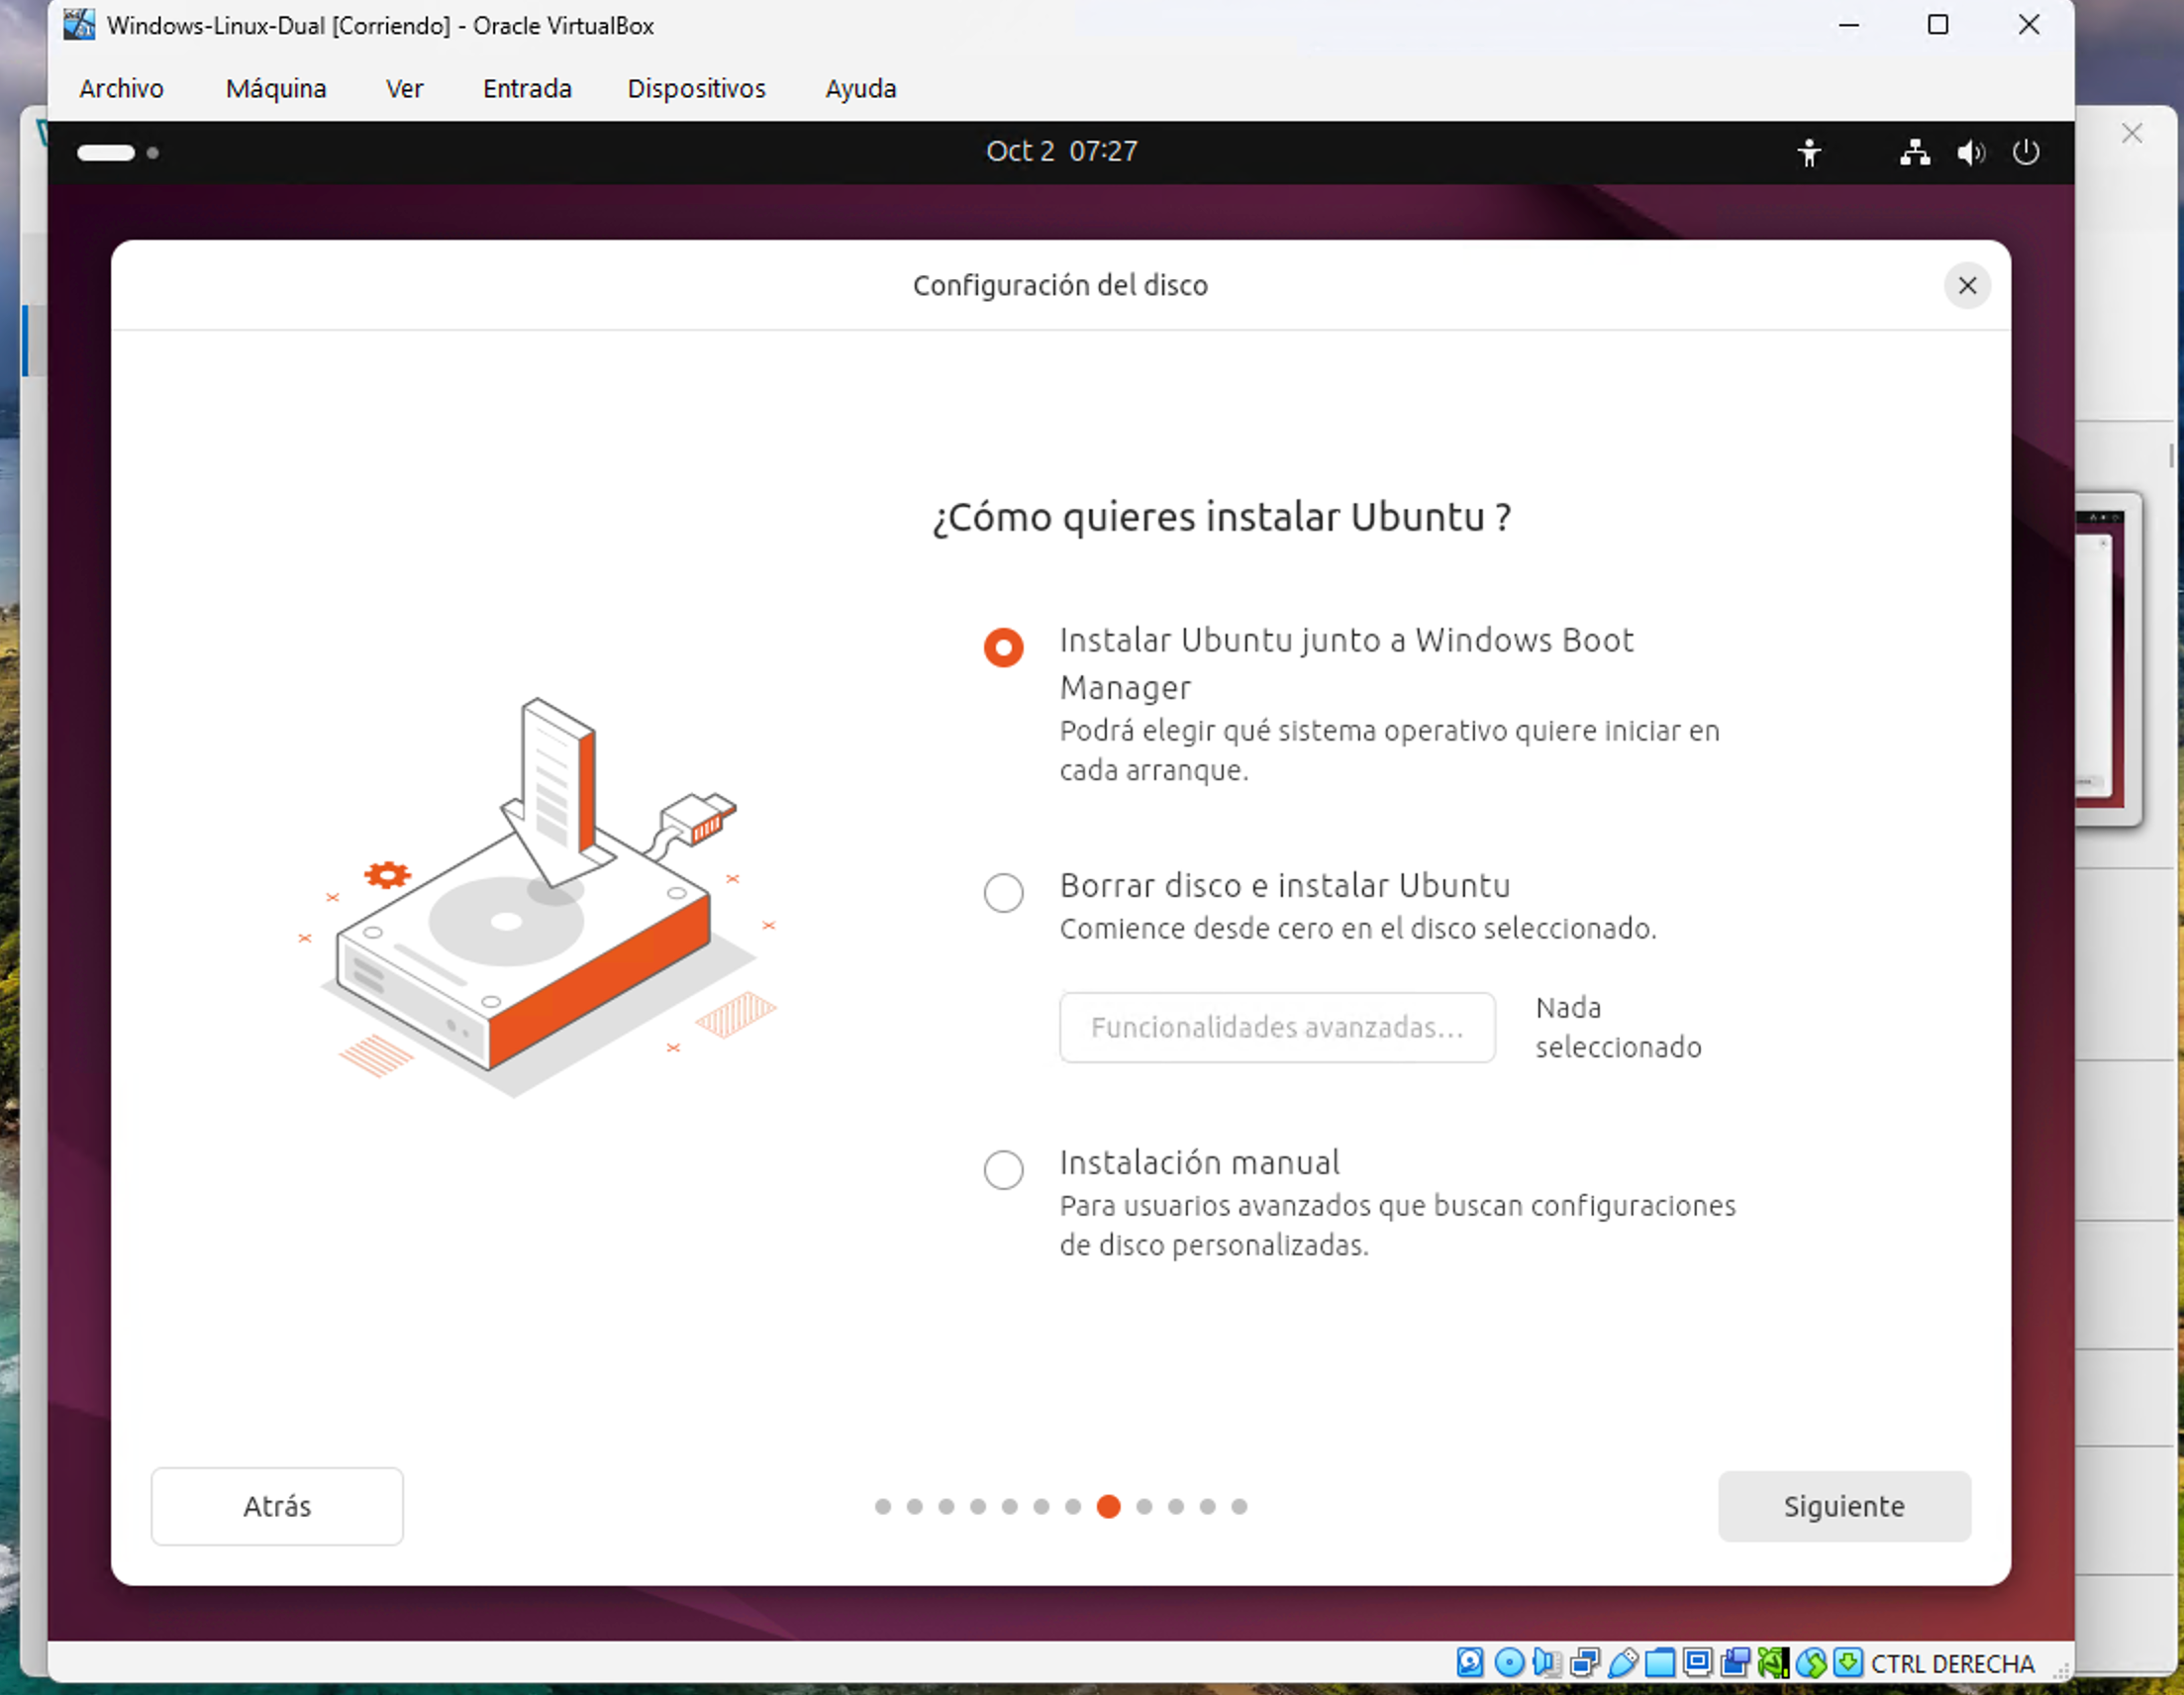 Windows-Linux-Dual [Corriendo] - Oracle VirtualBox
Archivo Máquina Ver Entrada Dispositivos Ayuda
Oct 2 07:27
Configuración del disco
¿Cómo quieres instalar Ubuntu ?
Instalar Ubuntu junto a Windows Boot
Manager
Podrá elegir qué sistema operativo quiere iniciar en
cada arranque.
Borrar disco e instalar Ubuntu
Comience desde cero en el disco seleccionado.
Funcionalidades avanzadas...
Nada
seleccionado
Instalación manual
Para usuarios avanzados que buscan configuraciones
de disco personalizadas.
Atrás
Siguiente
CTRL DERECHA